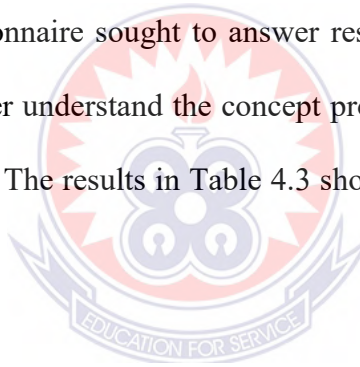 onnaire sought to answer res
er understand the concept pro
The results in Table 4.3 sho
EDUCATION FOR SERVICE